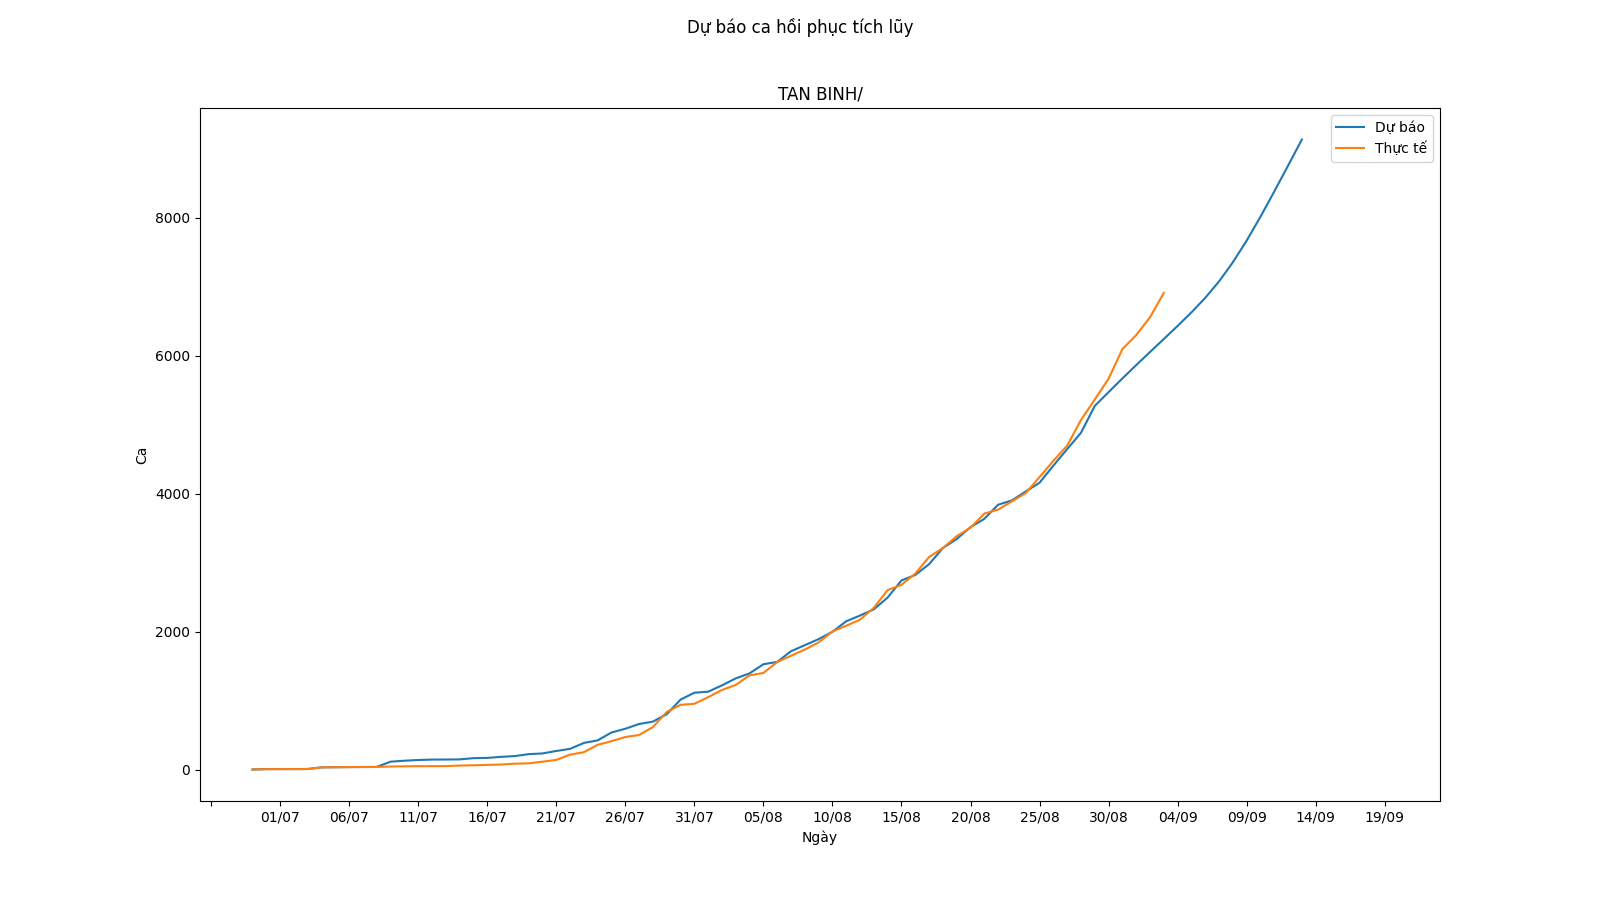 Dự báo ca hồi phục tích lũy
TAN BINH/
Dự báo
Thực tế
8000
6000
4000
2000
0
Ca
01/07 06/07 11/07 16/07 21/07 26/07 31/07 05/08 10/08 15/08 20/08 25/08 30/08 04/09 09/09 14/09 19/09
Ngày